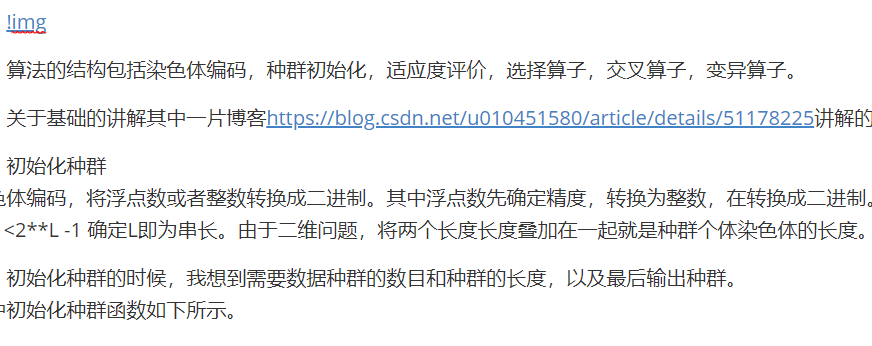 !img
算法的结构包括染色体编码，种群初始化，适应度评价，选择算子，交叉算子，变异算子。
关于基础的讲解其中一片博客https://blog.csdn.net/u010451580/article/details/51178225讲解的
初始化种群
色体编码，将浮点数或者整数转换成二进制。其中浮点数先确定精度，转换为整数，在转换成二进制。
<2**L -1 确定L即为串长。由于二维问题，将两个长度长度叠加在一起就是种群个体染色体的长度。
初始化种群的时候，我想到需要数据种群的数目和种群的长度，以及最后输出种群。
初始化种群函数如下所示。